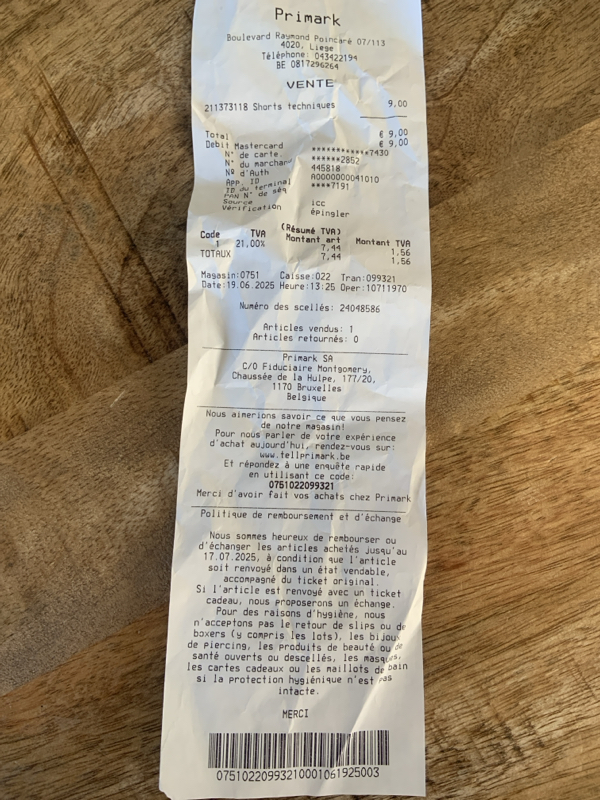 Primark
Boulevard Raymond Poincaré 07/113
4020, Liege
Téléphone: 043422194
BE 0817296264
VENTE
211373118 Shorts techniques 9,00
Total € 9,00
Debit Mastercard € 9,00
N° de carte ************7430
N° du marchand ******2852
Nº d'Auth 445818
App. ID A0000000041010
ID du terminal ****7191
PAN N° de séq
Source icc
Vérification épingler
(Résumé TVA)
Code TVA Montant art Montant TVA
1 21,00% 7,44 1,56
TOTAUX 7,44 1,56
Magasin:0751 Caisse:022 Tran:099321
Date:19.06.2025 Heure:13:25 Oper:10711970
Numéro des scellés: 24048586
Articles vendus: 1
Articles retournés: 0
Primark SA
C/O Fiduciaire Montgomery,
Chaussée de la Hulpe, 177/20,
1170 Bruxelles
Belgique
Nous aimerions savoir ce que vous pensez
de notre magasin!
Pour nous parler de votre expérience
d'achat aujourd'hui, rendez-vous sur:
www.tellprimark.be
Et répondez à une enquête rapide
en utilisant ce code:
0751022099321
Merci d'avoir fait vos achats chez Primark
Politique de remboursement et d'échange
Nous sommes heureux de rembourser ou
d'échanger les articles achetés jusqu'au
17.07.2025, à condition que l'article
soit renvoyé dans un état vendable,
accompagné du ticket original.
Si l'article est renvoyé avec un ticket
cadeau, nous proposerons un échange.
Pour des raisons d'hygiène, nous
n'acceptons pas le retour de slips ou de
boxers (y compris les lots), les bijoux
de piercing, les produits de beauté ou de
santé ouverts ou descellés, les masques,
les cartes cadeaux ou les maillots de bain
si la protection hygiénique n'est pas
intacte.
MERCI
07510220993210001061925003